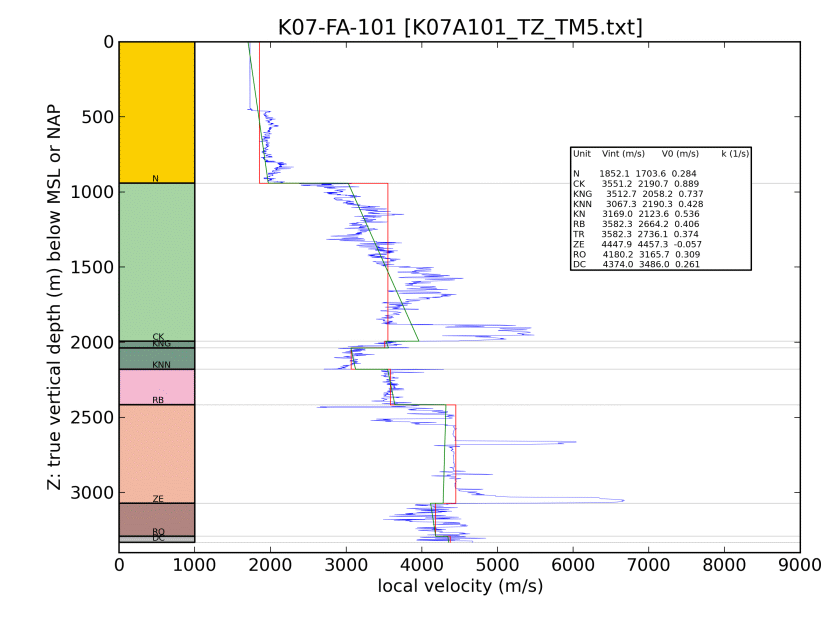 K07-FA-101 [K07A101_TZ_TM5.txt]
0
500
1000
1500
2000
2500
3000
Z: true vertical depth (m) below MSL or NAP
N
CK
KNG
KNN
RB
ZE
RO
DC
Unit Vint (m/s) V0 (m/s) k (1/s)
N 1852.1 1703.6 0.284
CK 3551.2 2190.7 0.889
KNG 3512.7 2058.2 0.737
KNN 3067.3 2190.3 0.428
KN 3169.0 2123.6 0.536
RB 3582.3 2664.2 0.406
TR 3582.3 2736.1 0.374
ZE 4447.9 4457.3 -0.057
RO 4180.2 3165.7 0.309
DC 4374.0 3486.0 0.261
0 1000 2000 3000 4000 5000 6000 7000 8000 9000
local velocity (m/s)